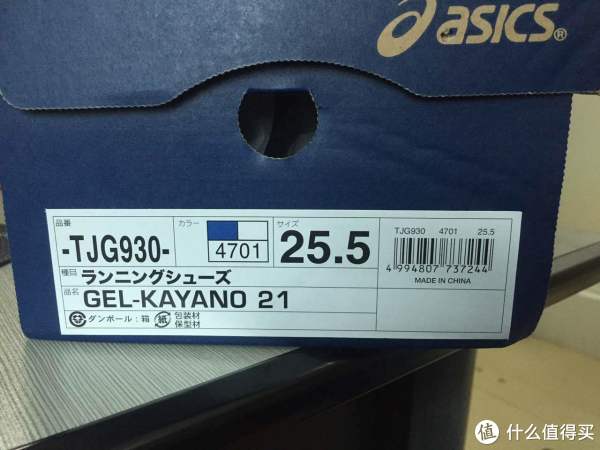 asics®
品番
-TJG930-
カラー
4701
サイズ
25.5
TJG930 4701 25.5
4 994807 737244
MADE IN CHINA
種目 ランニングシューズ
品名 GEL-KAYANO 21
ダンボール:箱 紙 包装材
保型材
值 什么值得买